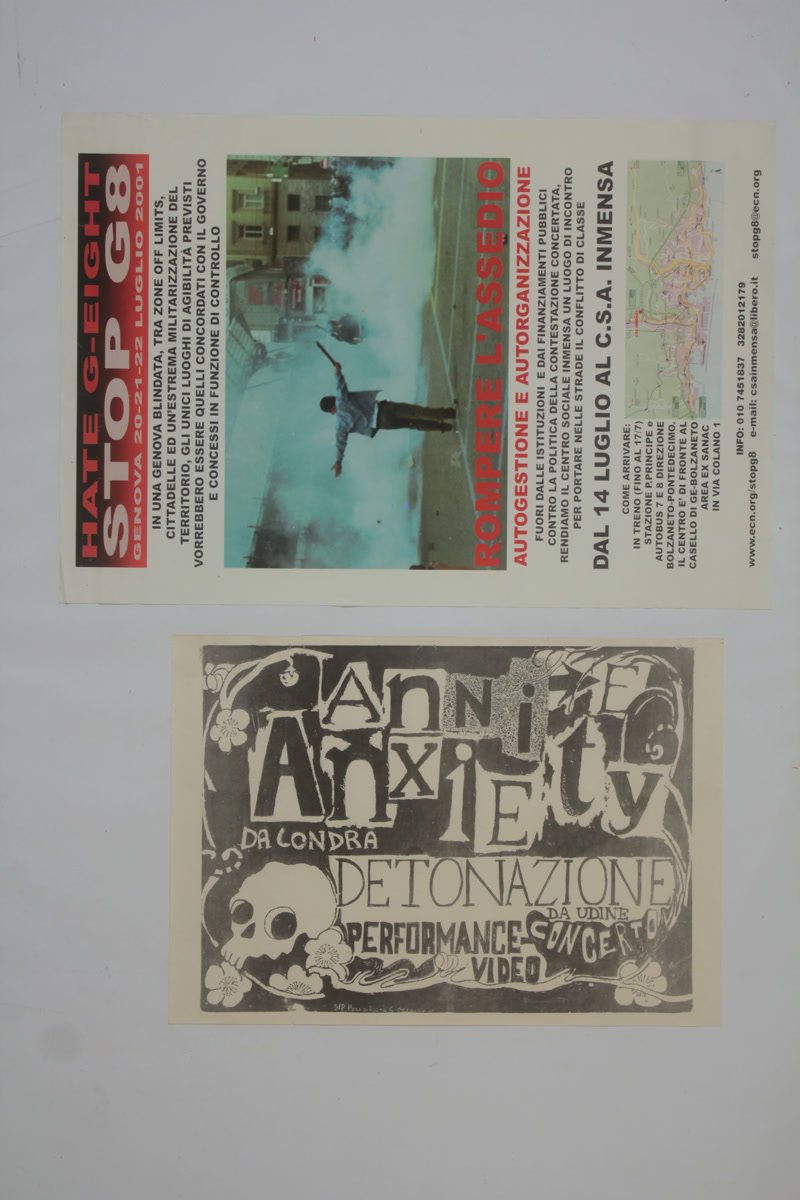 HATE G-EIGHT
STOP G8
GENOVA 20-21-22 LUGLIO 2001
IN UNA GENOVA BLINDATA, TRA ZONE OFF LIMITS,
CITTADELLE ED UN'ESTREMA MILITARIZZAZIONE DEL
TERRITORIO, GLI UNICI LUOGHI DI AGIBILITÀ PREVISTI
VORREBBERO ESSERE QUELLI CONCORDATI CON IL GOVERNO
E CONCESSI IN FUNZIONE DI CONTROLLO
ROMPERE L'ASSEDIO
AUTOGESTIONE E AUTORGANIZZAZIONE
FUORI DALLE ISTITUZIONI E DAI FINANZIAMENTI PUBBLICI
CONTRO LA POLITICA DELLA CONTESTAZIONE CONCERTATA,
RENDIAMO IL CENTRO SOCIALE INMENSA UN LUOGO DI INCONTRO
PER PORTARE NELLE STRADE IL CONFLITTO DI CLASSE
DAL 14 LUGLIO AL C.S.A. INMENSA
COME ARRIVARE:
IN TRENO (FINO AL 17/7)
STAZIONE P.PRINCIPE e
AUTOBUS 7 E 8 DIREZIONE
BOLZANETO-PONTEDECIMO.
IL CENTRO E' DI FRONTE AL
CASELLO DI GE-BOLZANETO
AREA EX SANAC
IN VIA COLANO 1
INFO: 010 7451837 3282012179
www.ecn.org/stopg8 e-mail: csainmensa@libero.it stopg8@ecn.org
AnNiE
AnxiEty
DA LONDRA
DETONAZIONE
DA UDINE
PERFORMANCE-CONCERTO
VIDEO